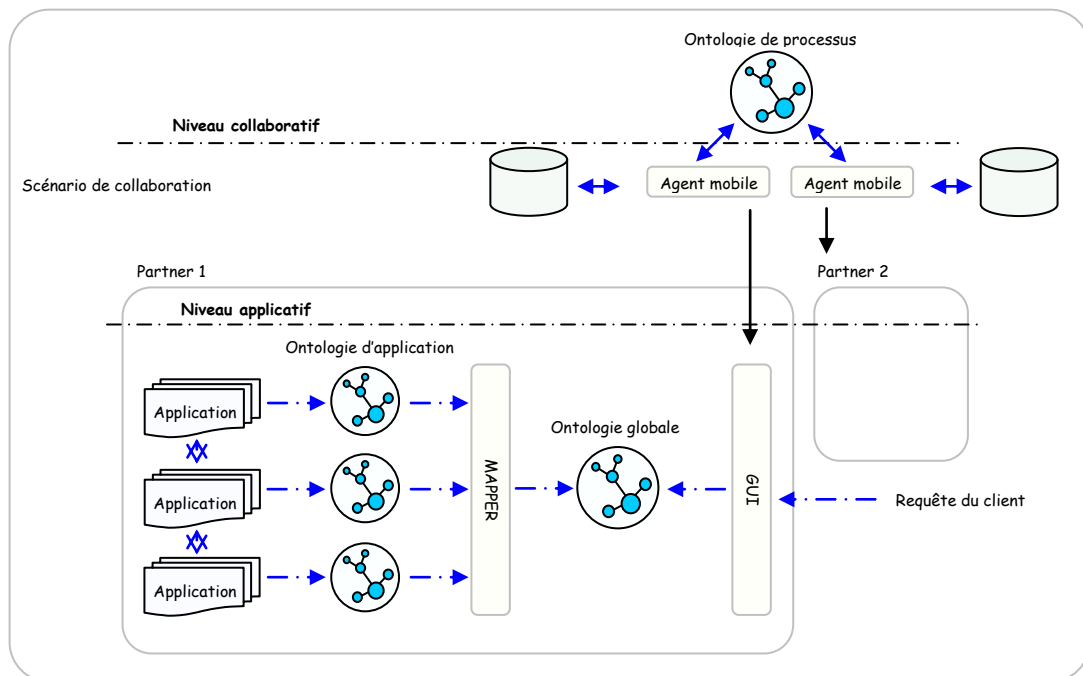 Ontologie de processus
Niveau collaboratif
Scénario de collaboration
Agent mobile
Agent mobile
Partner 1
Partner 2
Niveau applicatif
Ontologie d'application
Application
Ontologie globale
MAPPER
GUI
Application
Requête du client
Application